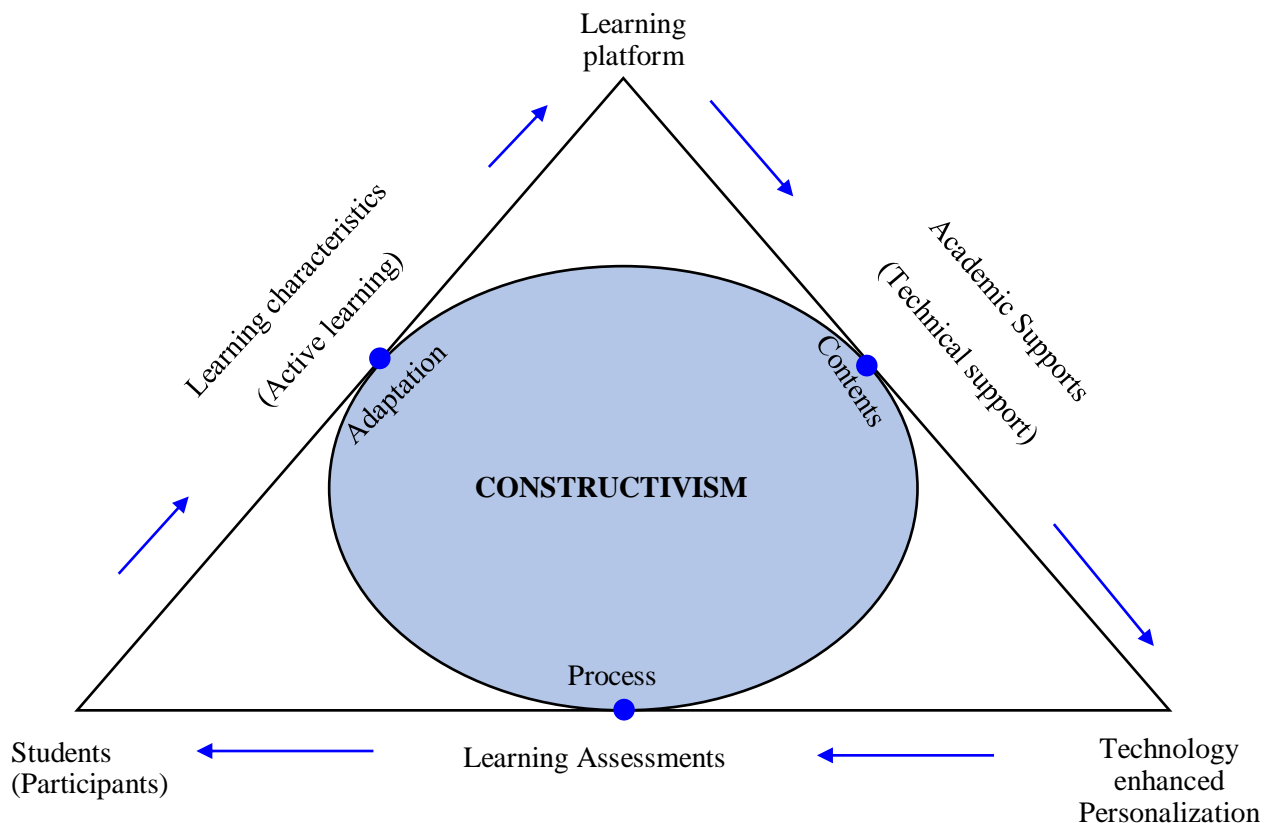 Learning
platform
Learning characteristics
(Active learning)
Academic Supports
(Technical support)
Adaptation
Contents
CONSTRUCTIVISM
Process
Students
(Participants)
Learning Assessments
Technology
enhanced
Personalization